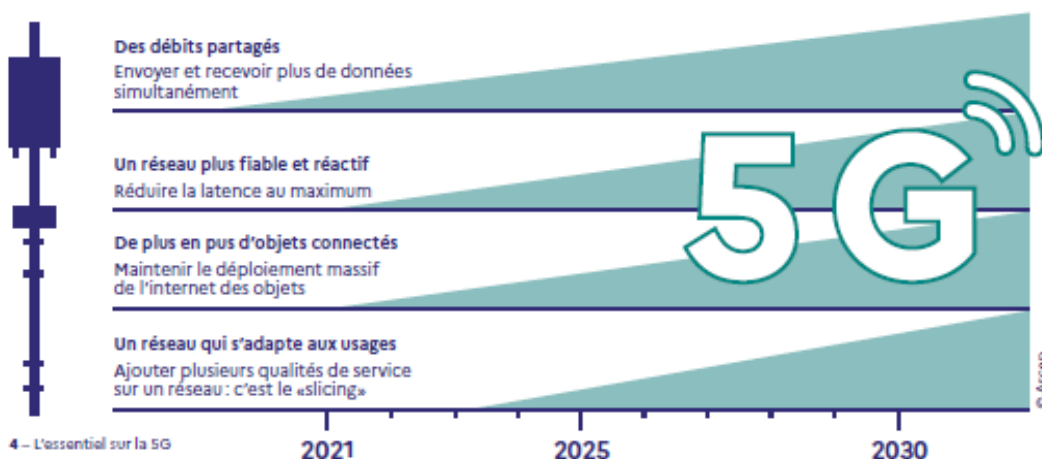 Des débits partagés
Envoyer et recevoir plus de données
simultanément
Un réseau plus fiable et réactif
Réduire la latence au maximum
De plus en pus d'objets connectés
Maintenir le déploiement massif
de l'internet des objets
Un réseau qui s'adapte aux usages
Ajouter plusieurs qualités de service
sur un réseau : c'est le «slicing»
5G
© Arcep
4 – L'essentiel sur la 5G
2021
2025
2030